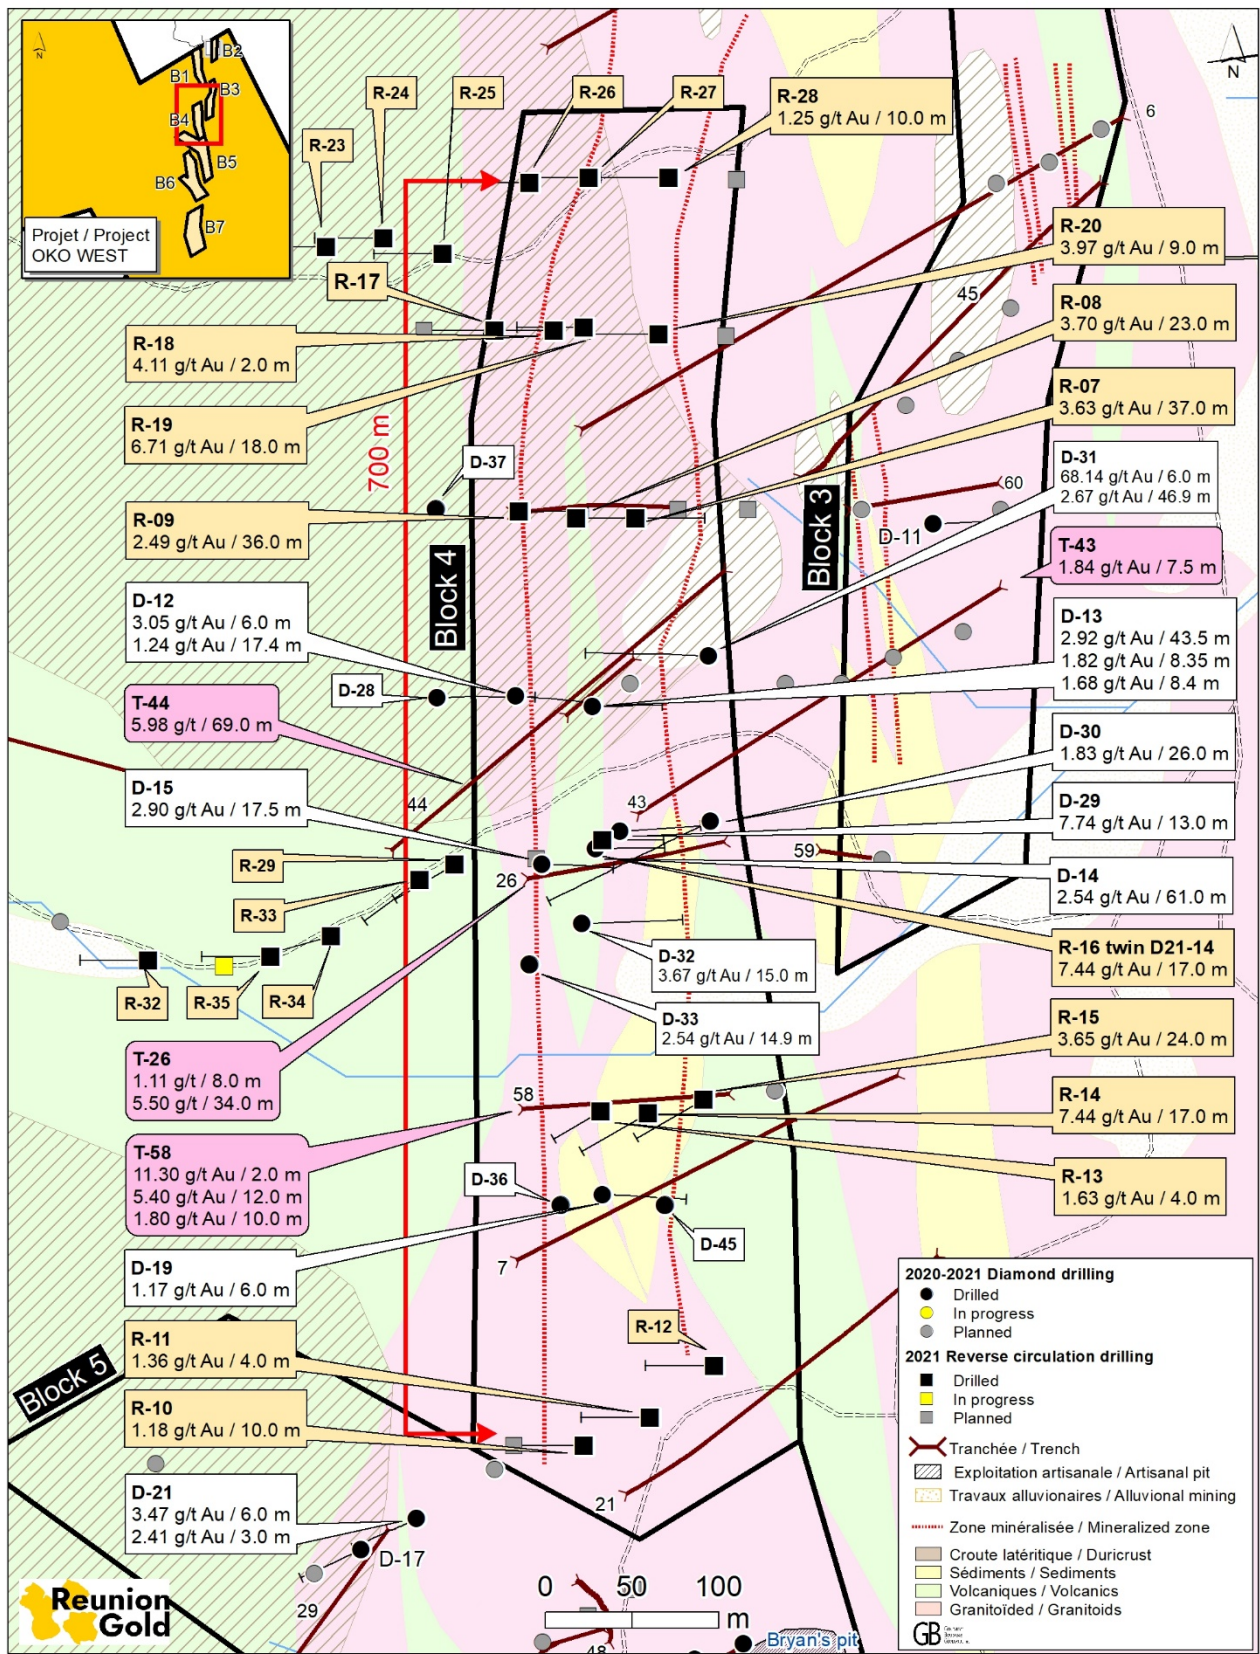 B2
B1
B3
B4
B5
B6
B7
Projet / Project
OKO WEST
N
R-23
R-24
R-25
R-26
R-27
R-28
1.25 g/t Au / 10.0 m
6
R-17
R-20
3.97 g/t Au / 9.0 m
45
R-08
3.70 g/t Au / 23.0 m
R-18
4.11 g/t Au / 2.0 m
R-07
3.63 g/t Au / 37.0 m
R-19
6.71 g/t Au / 18.0 m
700 m
D-37
D-31
68.14 g/t Au / 6.0 m
2.67 g/t Au / 46.9 m
60
R-09
2.49 g/t Au / 36.0 m
Block 3
D-11
T-43
1.84 g/t Au / 7.5 m
Block 4
D-12
3.05 g/t Au / 6.0 m
1.24 g/t Au / 17.4 m
D-13
2.92 g/t Au / 43.5 m
1.82 g/t Au / 8.35 m
1.68 g/t Au / 8.4 m
D-28
T-44
5.98 g/t / 69.0 m
D-30
1.83 g/t Au / 26.0 m
D-15
2.90 g/t Au / 17.5 m
44
43
D-29
7.74 g/t Au / 13.0 m
59
R-29
26
D-14
2.54 g/t Au / 61.0 m
R-33
R-16 twin D21-14
7.44 g/t Au / 17.0 m
D-32
3.67 g/t Au / 15.0 m
R-32
R-35
R-34
D-33
2.54 g/t Au / 14.9 m
R-15
3.65 g/t Au / 24.0 m
T-26
1.11 g/t / 8.0 m
5.50 g/t / 34.0 m
58
R-14
7.44 g/t Au / 17.0 m
T-58
11.30 g/t Au / 2.0 m
5.40 g/t Au / 12.0 m
1.80 g/t Au / 10.0 m
D-36
R-13
1.63 g/t Au / 4.0 m
D-45
7
D-19
1.17 g/t Au / 6.0 m
R-12
R-11
1.36 g/t Au / 4.0 m
Block 5
R-10
1.18 g/t Au / 10.0 m
21
D-21
3.47 g/t Au / 6.0 m
2.41 g/t Au / 3.0 m
D-17
29
2020-2021 Diamond drilling
Drilled
In progress
Planned
2021 Reverse circulation drilling
Drilled
In progress
Planned
Tranchée / Trench
Exploitation artisanale / Artisanal pit
Travaux alluvionaires / Alluvional mining
Zone minéralisée / Mineralized zone
Croute latéritique / Duricrust
Sédiments / Sediments
Volcaniques / Volcanics
Granitoïded / Granitoids
GB
Reunion
Gold
0 50 100
m
Bryan's pit
48